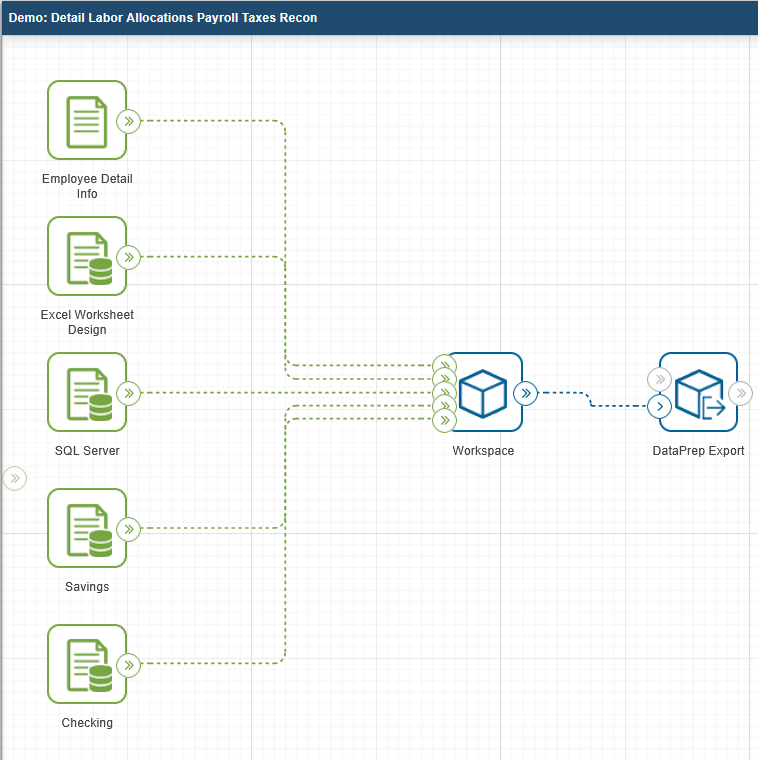 Demo: Detail Labor Allocations Payroll Taxes Recon
Employee Detail
Info
Excel Worksheet
Design
SQL Server
Workspace
DataPrep Export
Savings
Checking